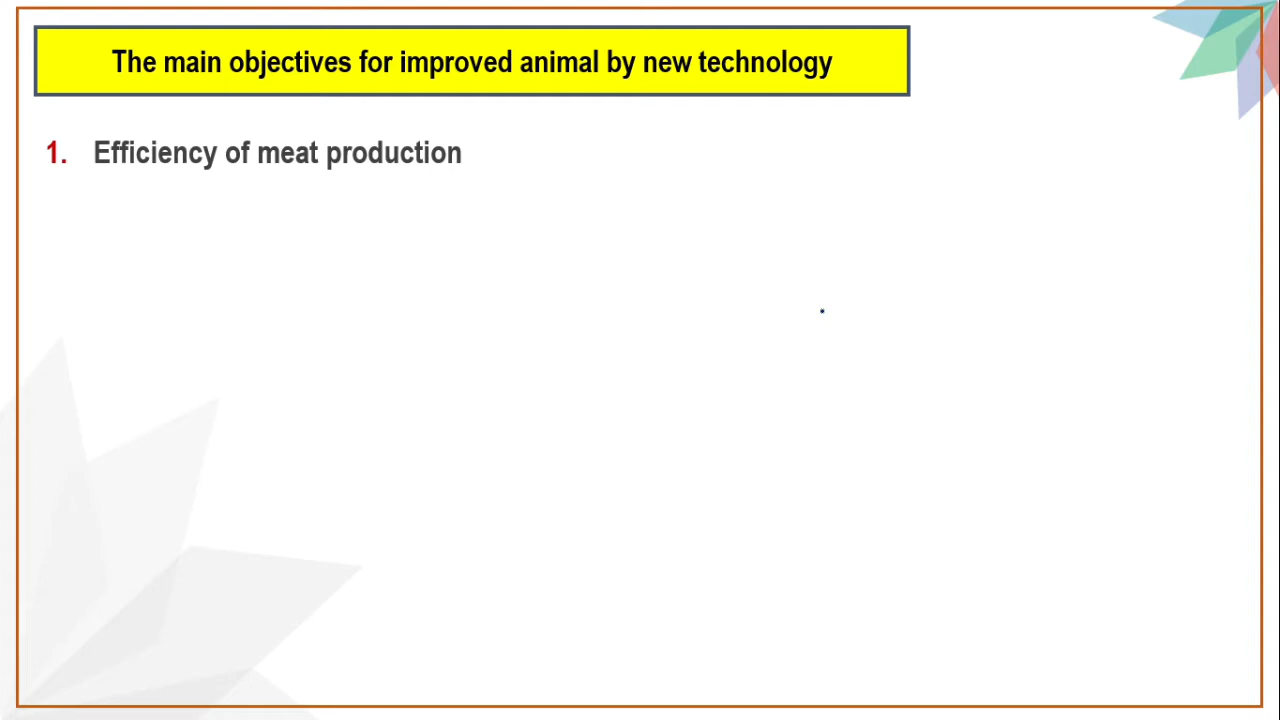 The main objectives for improved animal by new technology
1. Efficiency of meat production